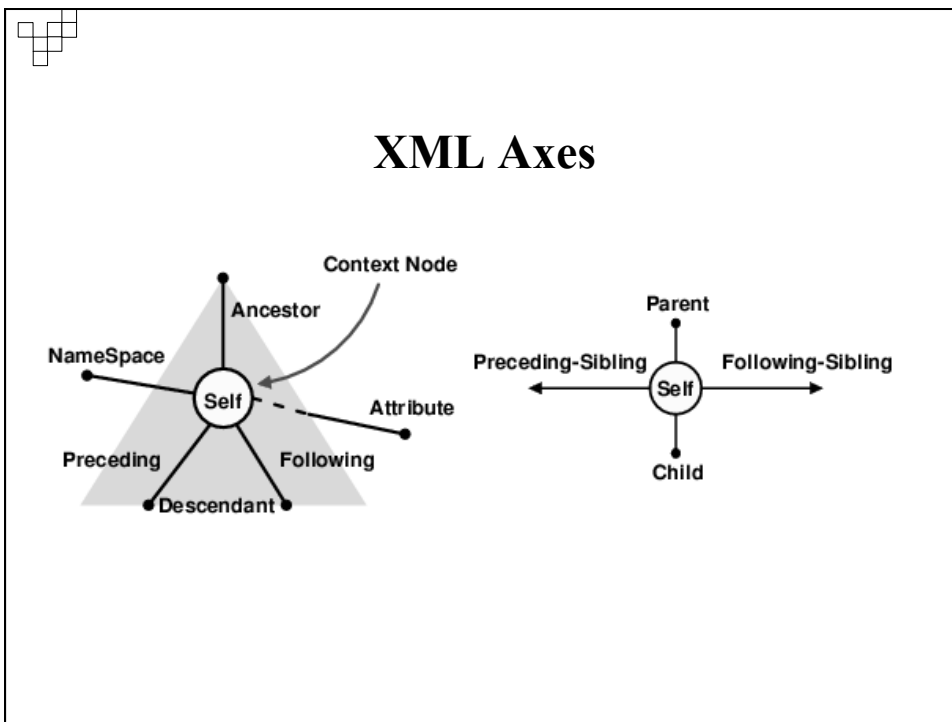 XML Axes
Context Node
Ancestor
NameSpace
Self
Attribute
Preceding
Following
Descendant
Parent
Preceding-Sibling
Following-Sibling
Self
Child